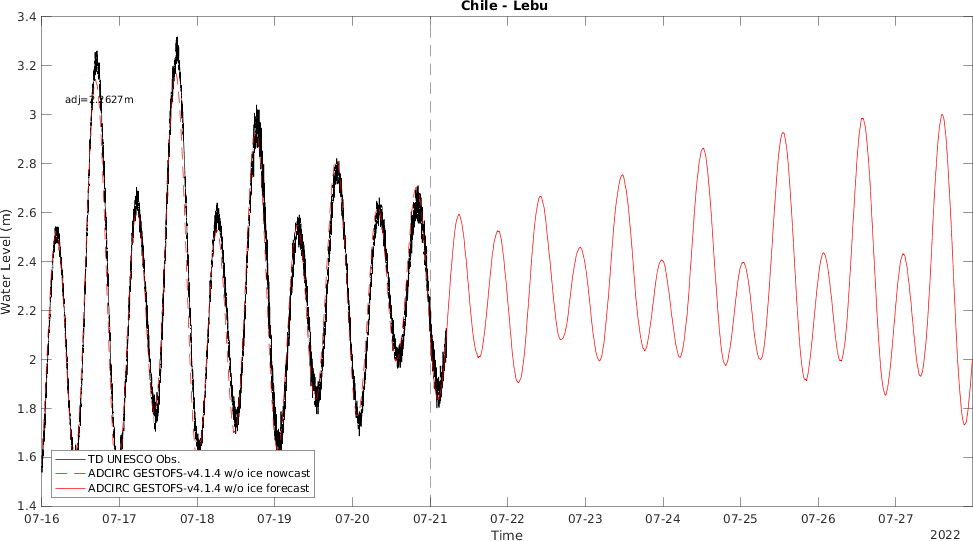 Chile - Lebu
3.4
3.2
3
2.8
2.6
2.4
2.2
2
1.8
1.6
1.4
Water Level (m)
adj=2.2627m
TD UNESCO Obs.
ADCIRC GESTOFS-v4.1.4 w/o ice nowcast
ADCIRC GESTOFS-v4.1.4 w/o ice forecast
07-16 07-17 07-18 07-19 07-20 07-21 07-22 07-23 07-24 07-25 07-26 07-27
Time
2022